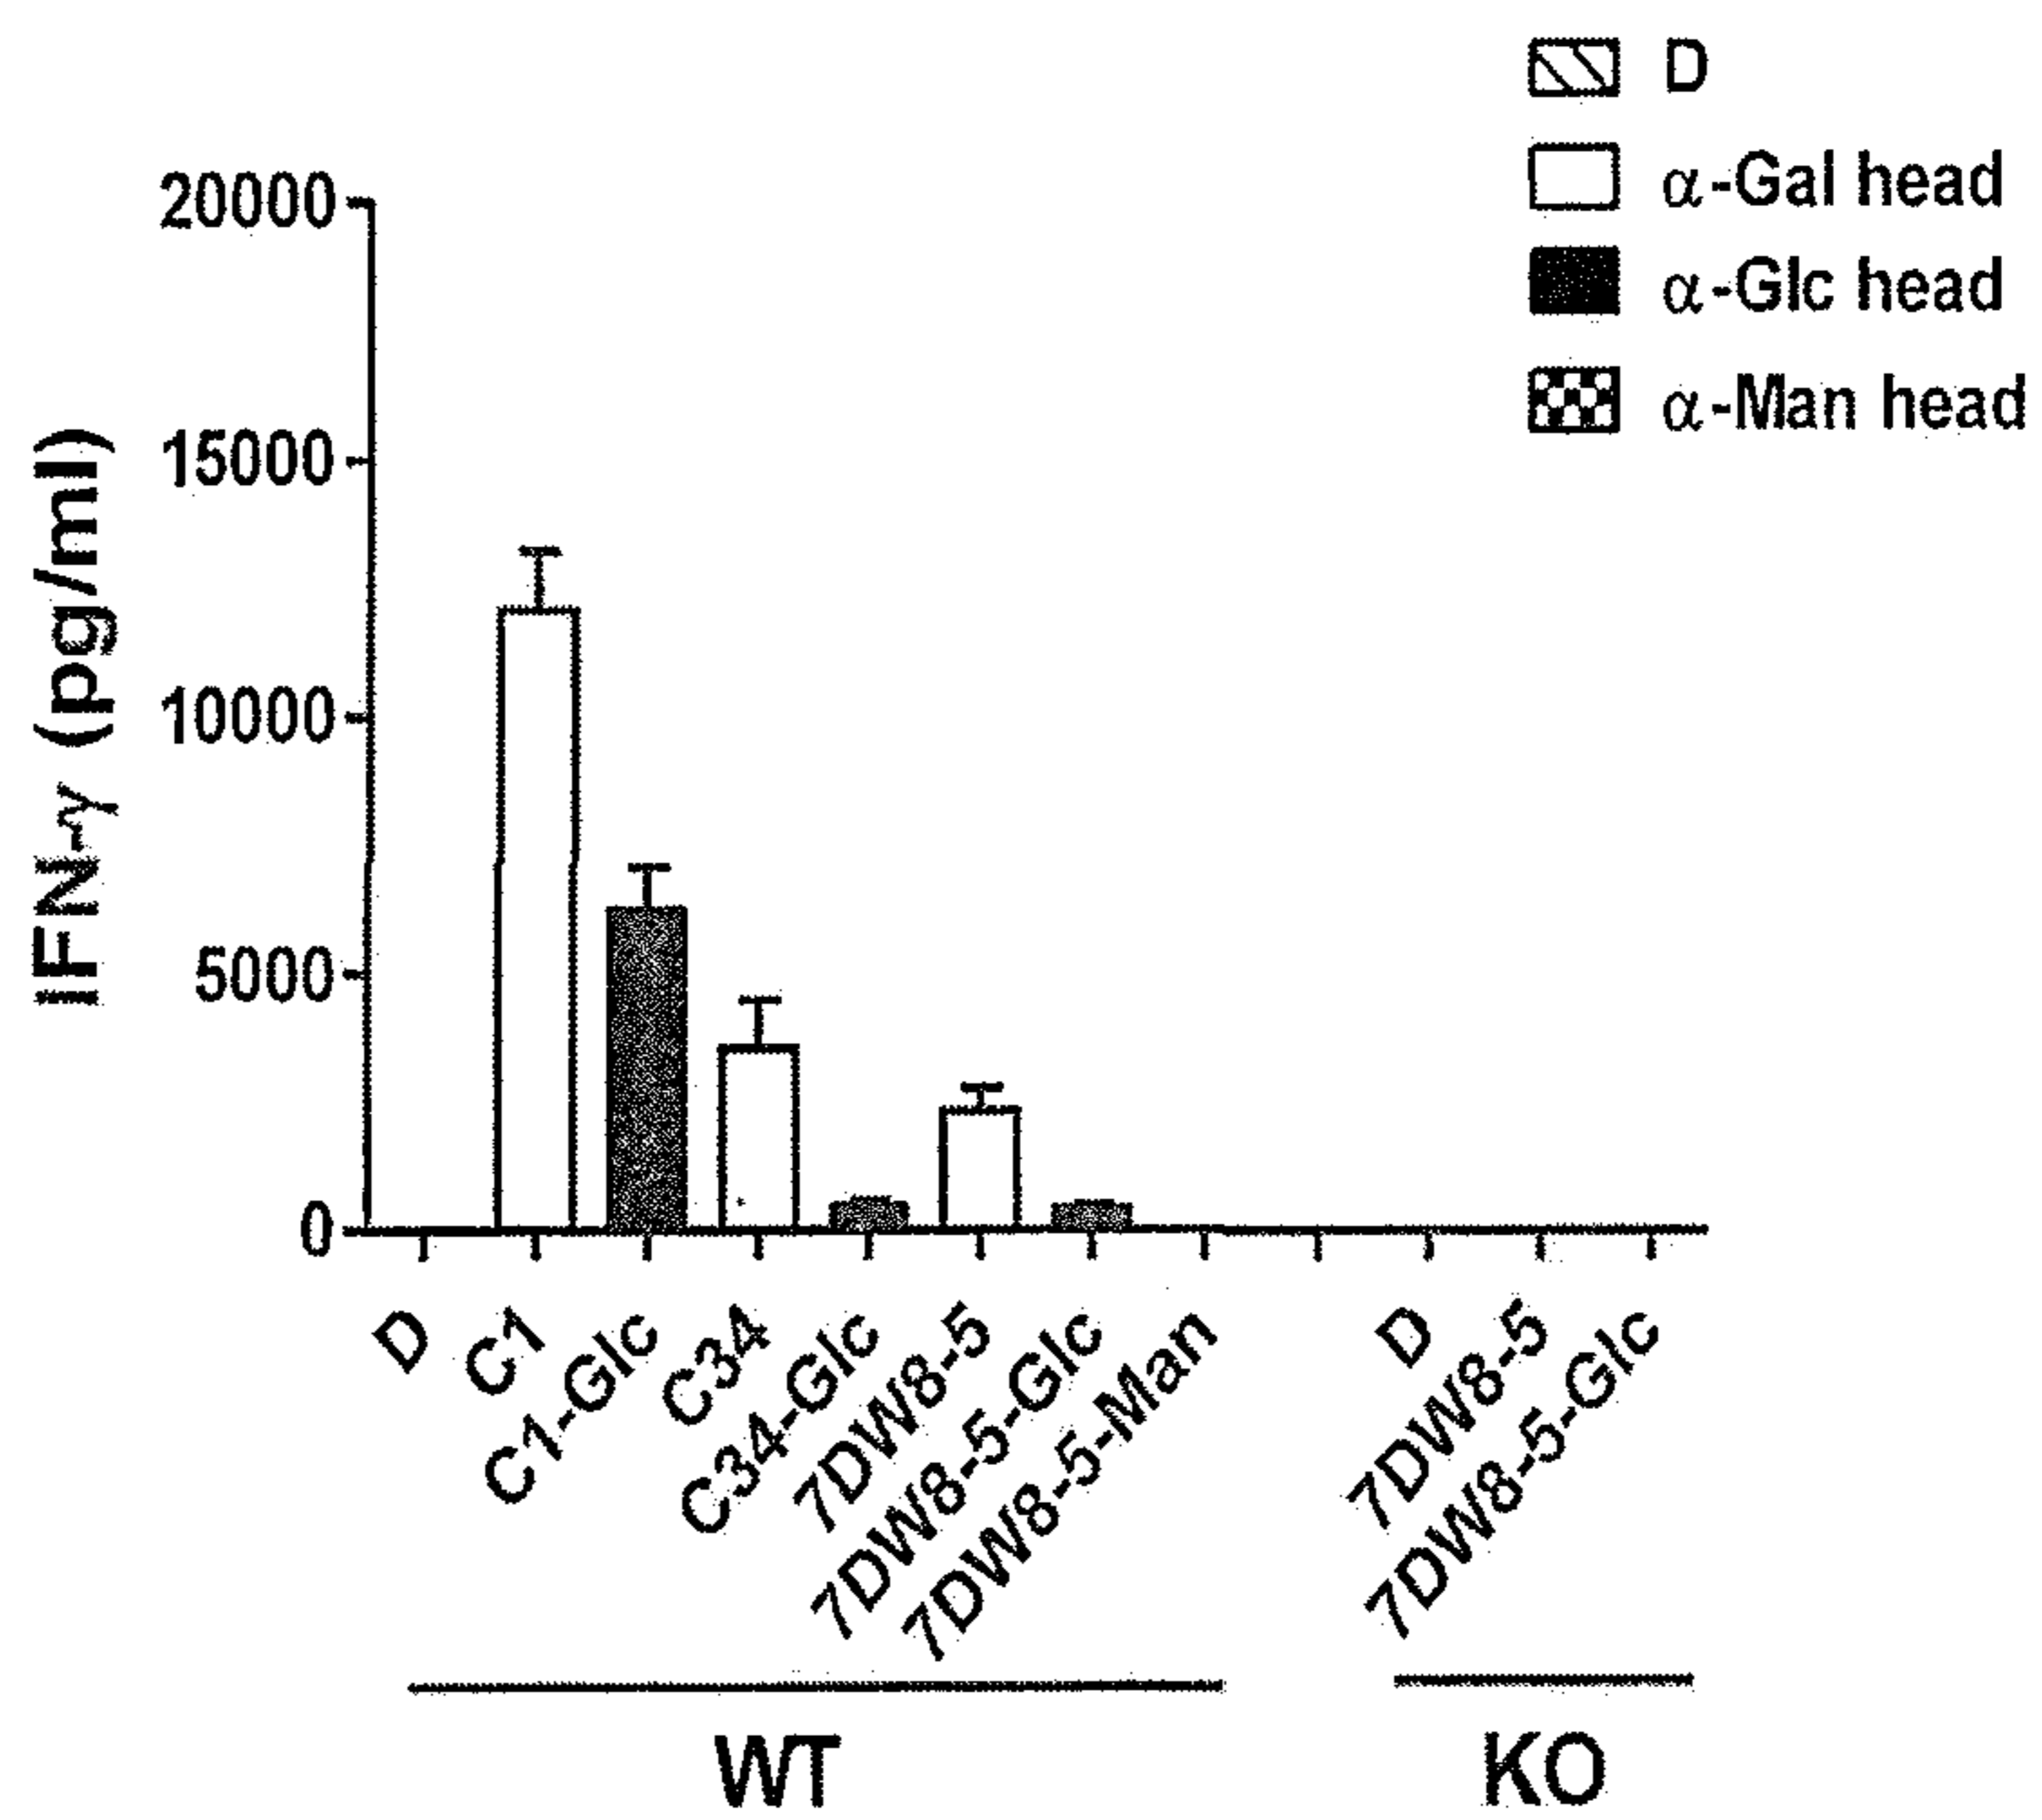 D
α-Gal head
α-Glc head
α-Man head
IFN-γ (pg/ml)
20000
15000
10000
5000
0
D
C1
C1-Glc
C34
C34-Glc
7DW8-5
7DW8-5-Glc
7DW8-5-Man
D
7DW8-5
7DW8-5-Glc
WT
KO